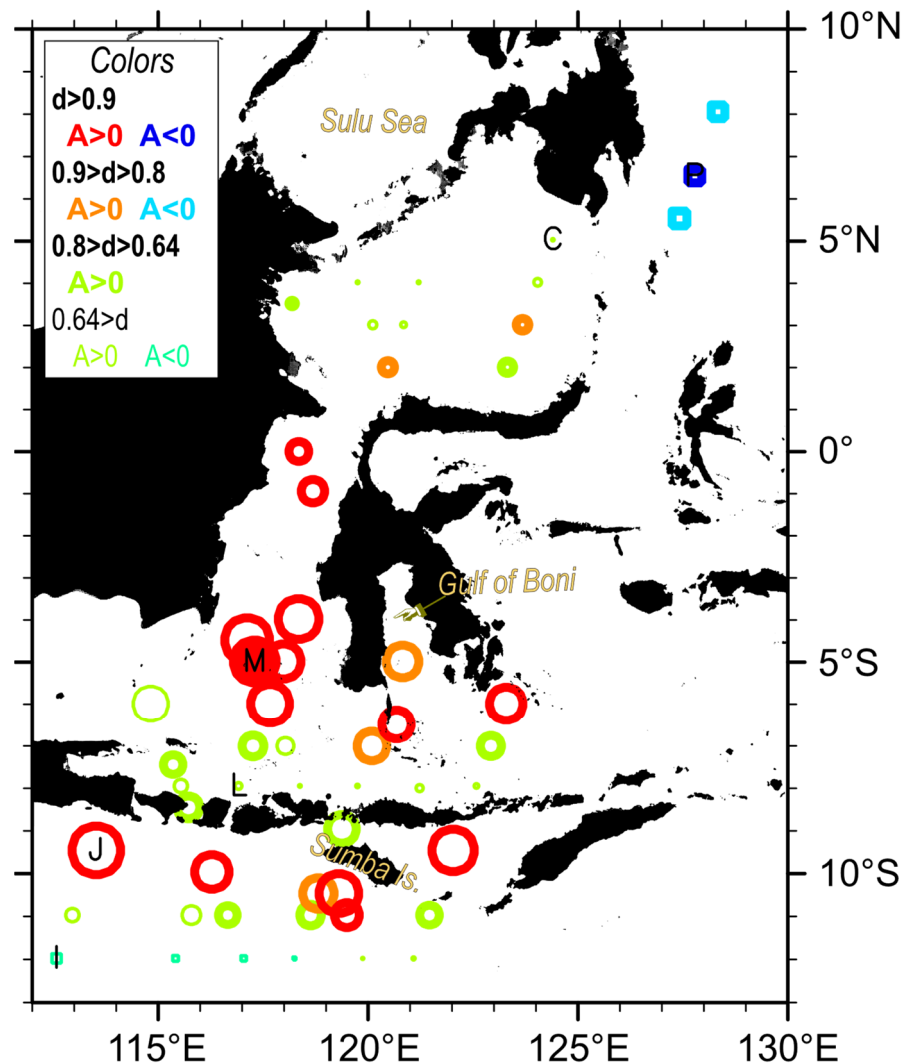 10°N
Colors
d>0.9
A>0 A<0
0.9>d>0.8
A>0 A<0
0.8>d>0.64
A>0
0.64>d
A>0 A<0
Sulu Sea
P
C
5°N
0°
Gulf of Boni
M
5°S
L
J
Sumba Is.
10°S
I
115°E 120°E 125°E 130°E